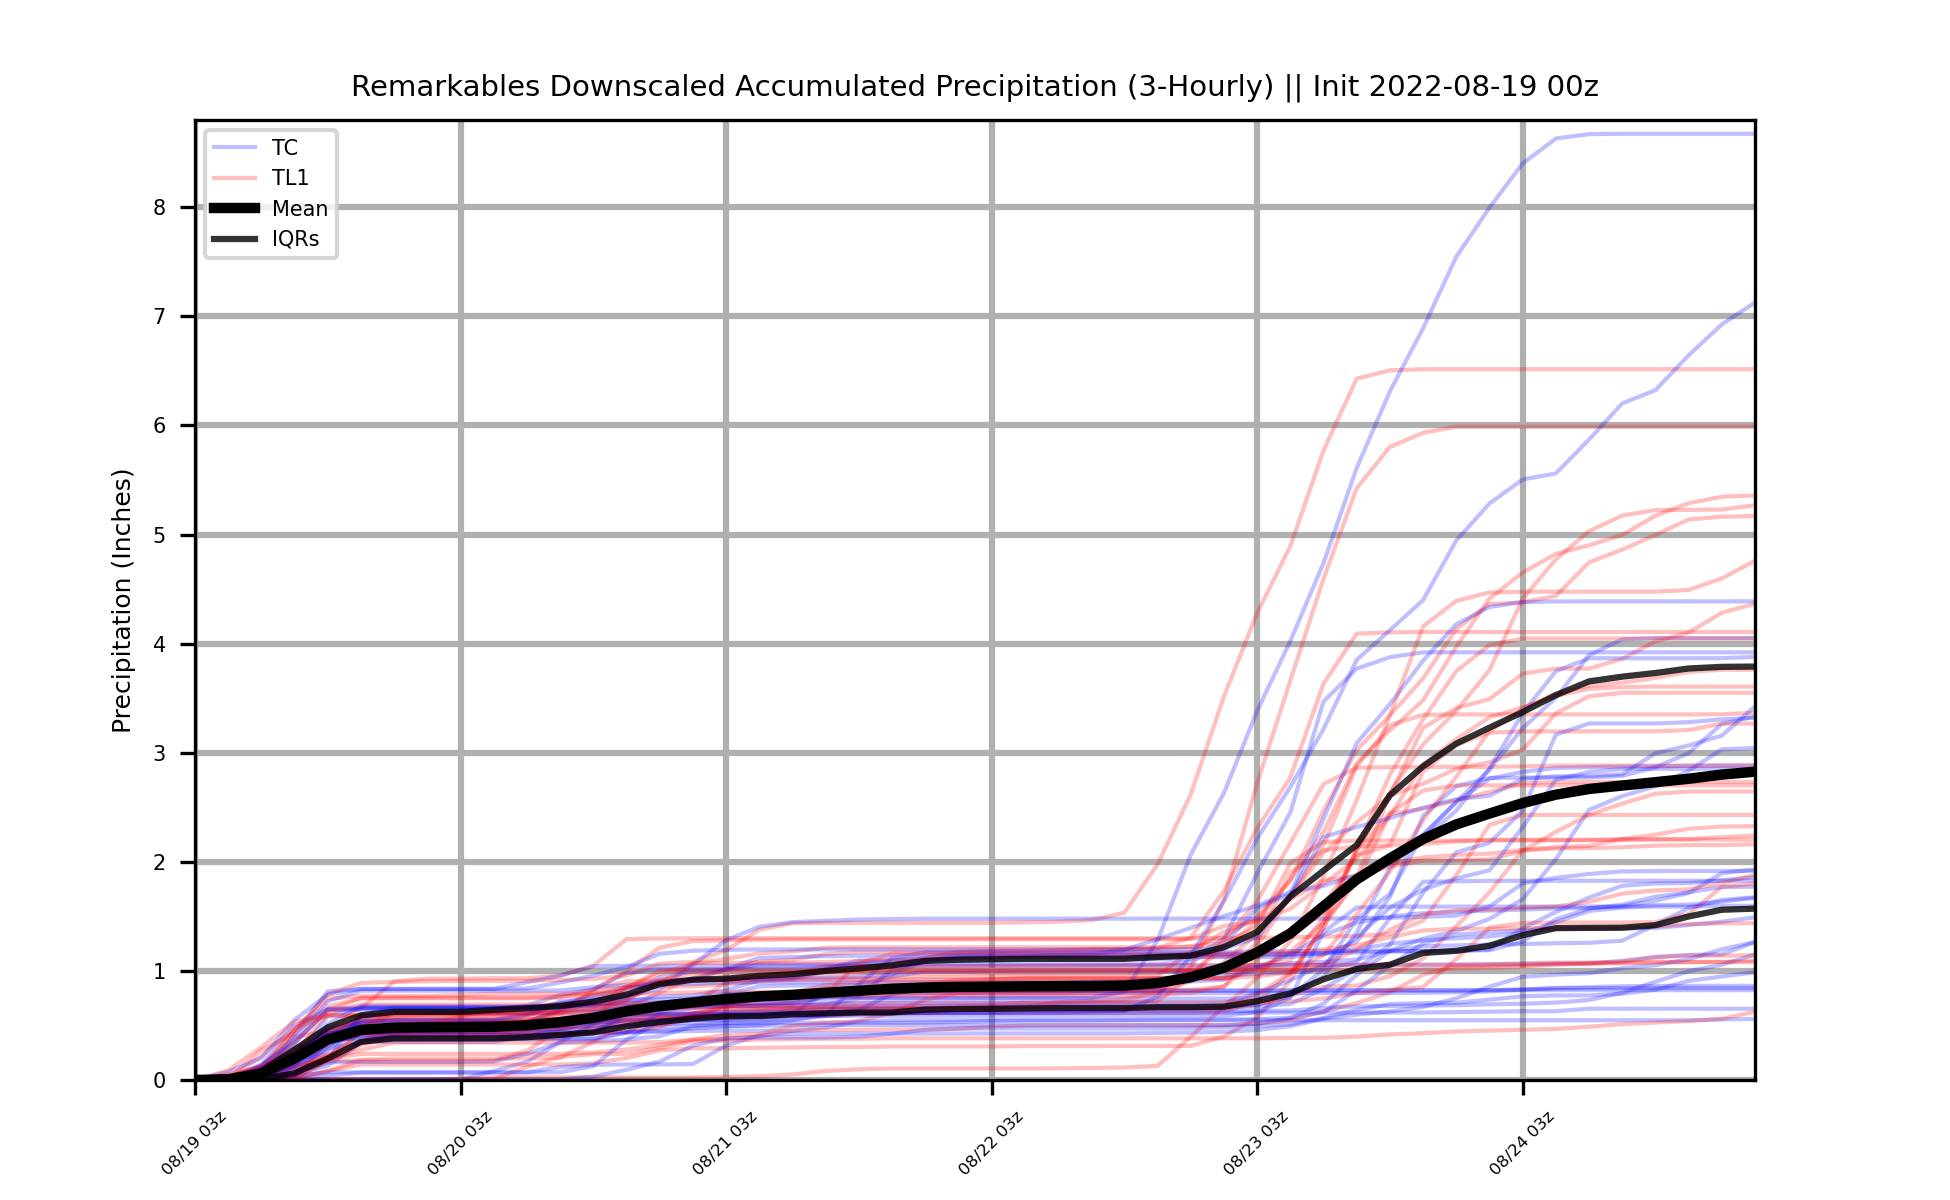 Remarkables Downscaled Accumulated Precipitation (3-Hourly) || Init 2022-08-19 00z
TC
TL1
Mean
IQRs
Precipitation (Inches)
8
7
6
5
4
3
2
1
0
08/19 03z
08/20 03z
08/21 03z
08/22 03z
08/23 03z
08/24 03z